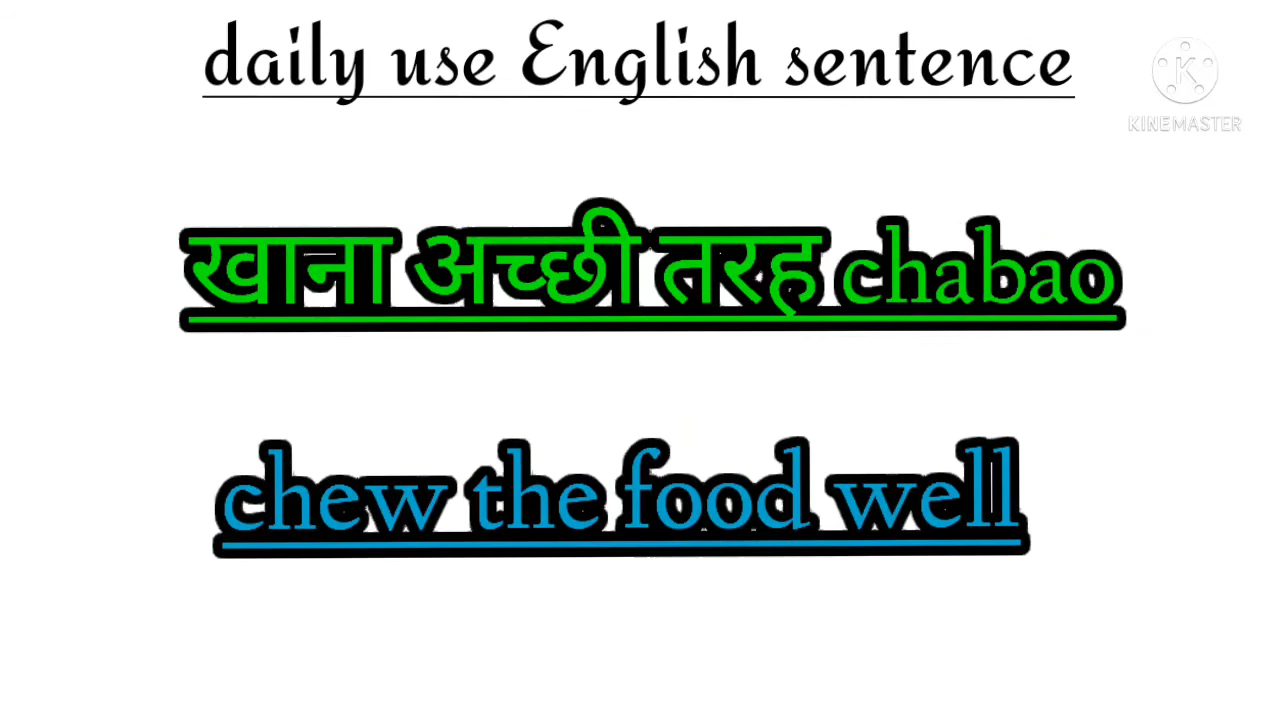 daily use English sentence
KINEMASTER
खाना अच्छी तरह chabao
chew the food well